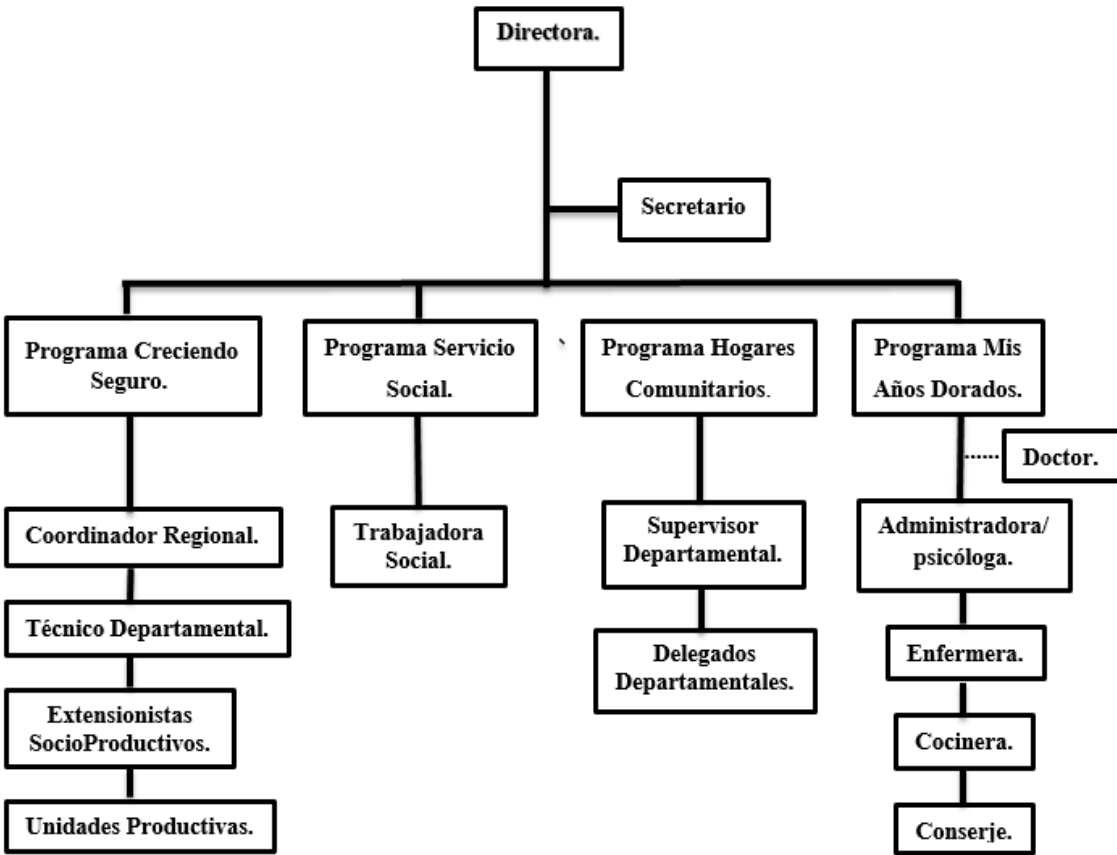 Directora.
Secretario
Programa Creciendo
Seguro.
Programa Servicio
Social.
`
Programa Hogares
Comunitarios.
Programa Mis
Años Dorados.
Doctor.
Coordinador Regional.
Trabajadora
Social.
Supervisor
Departamental.
Administradora/
psicóloga.
Técnico Departamental.
Delegados
Departamentales.
Enfermera.
Extensionistas
SocioProductivos.
Cocinera.
Unidades Productivas.
Conserje.